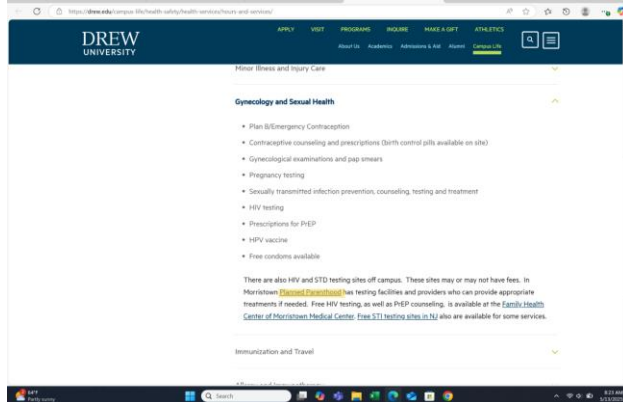 https://drew.edu/campus-life/health-safety/health-services/hours-and-services/
APPLY VISIT PROGRAMS INQUIRE MAKE A GIFT ATHLETICS
DREW
UNIVERSITY
About Us Academics Admissions & Aid Alumni Campus Life
Minor Illness and Injury Care
Gynecology and Sexual Health
• Plan B/Emergency Contraception
• Contraceptive counseling and prescriptions (birth control pills available on site)
• Gynecological examinations and pap smears
• Pregnancy testing
• Sexually transmitted infection prevention, counseling, testing and treatment
• HIV testing
• Prescriptions for PrEP
• HPV vaccine
• Free condoms available
There are also HIV and STD testing sites off campus. These sites may or may not have fees. In
Morristown Planned Parenthood has testing facilities and providers who can provide appropriate
treatments if needed. Free HIV testing, as well as PrEP counseling, is available at the Family Health
Center of Morristown Medical Center. Free STI testing sites in NJ also are available for some services.
Immunization and Travel
64°F
Partly sunny
Search
8:23 AM